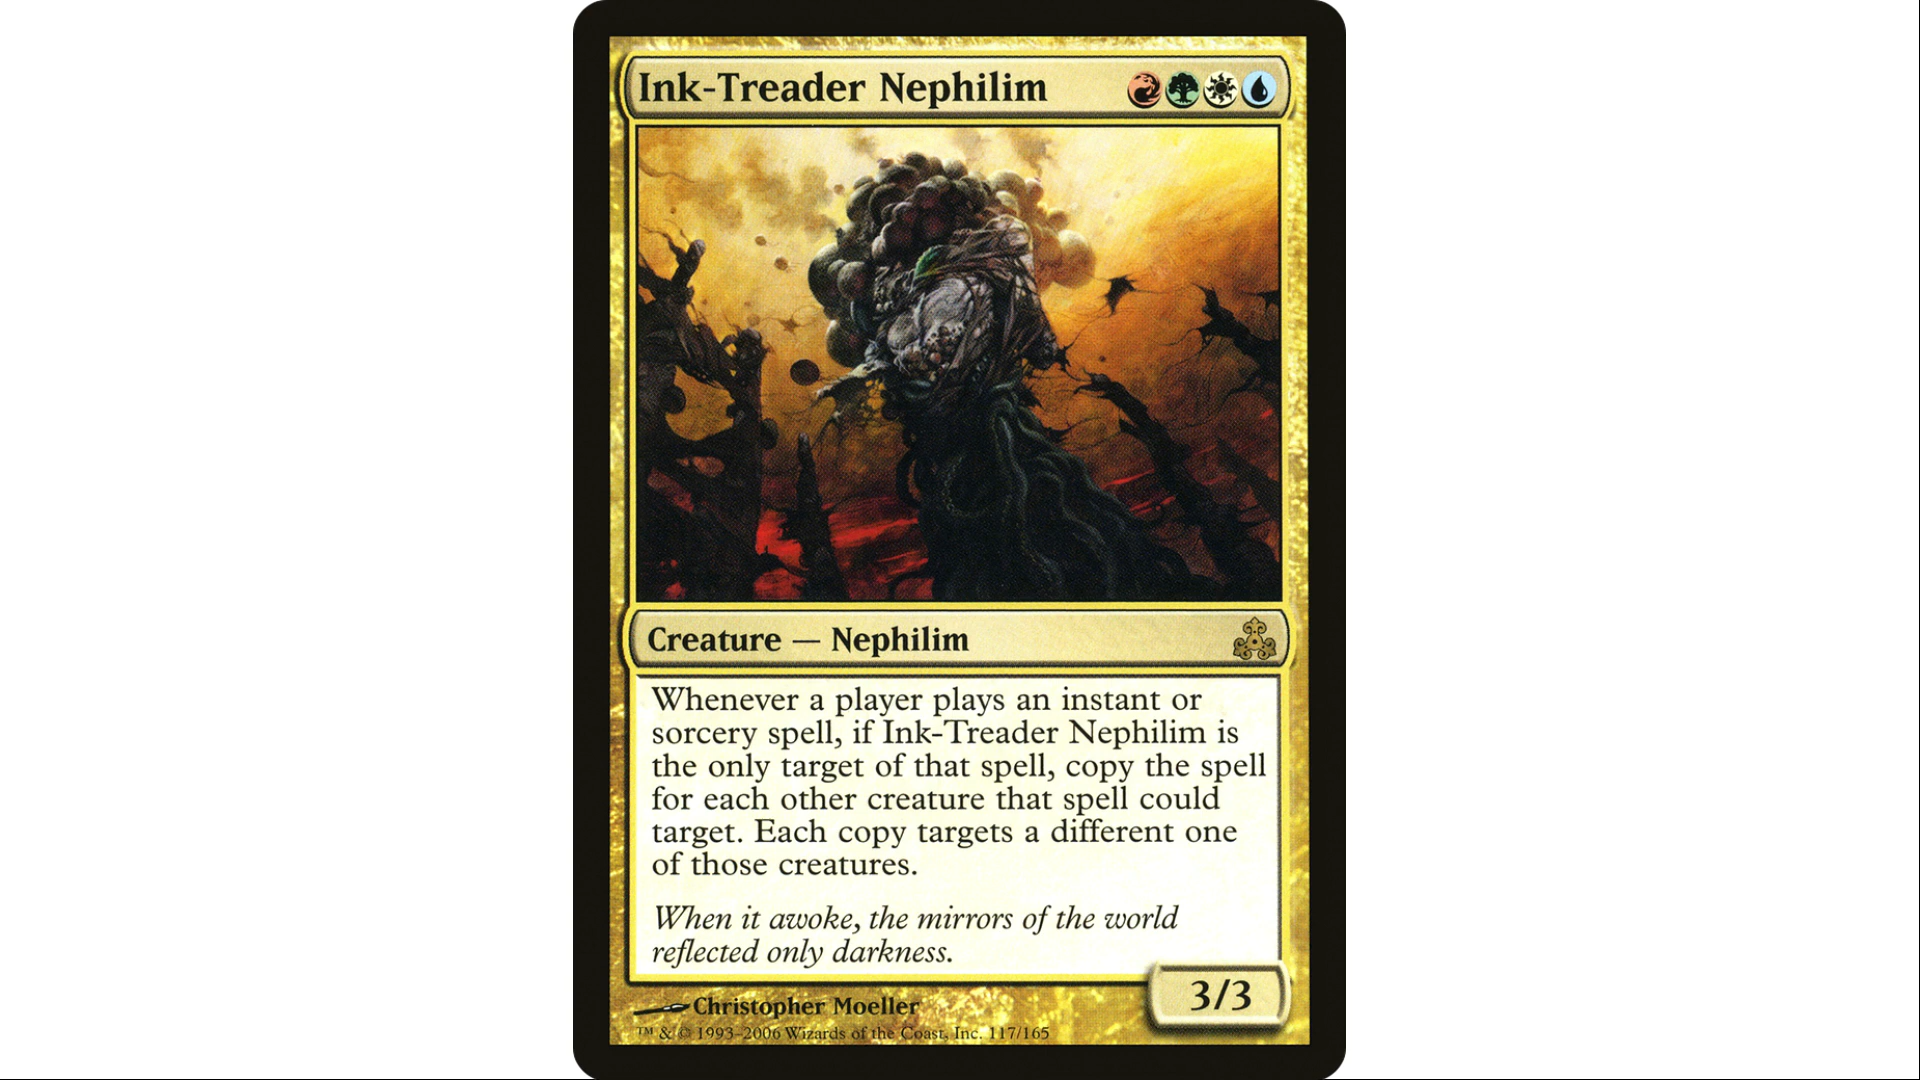 Ink-Treader Nephilim
Creature — Nephilim
Whenever a player plays an instant or
sorcery spell, if Ink-Treader Nephilim is
the only target of that spell, copy the spell
for each other creature that spell could
target. Each copy targets a different one
of those creatures.
When it awoke, the mirrors of the world
reflected only darkness.
3/3
Christopher Moeller
™ & © 1993–2006 Wizards of the Coast, Inc. 117/165